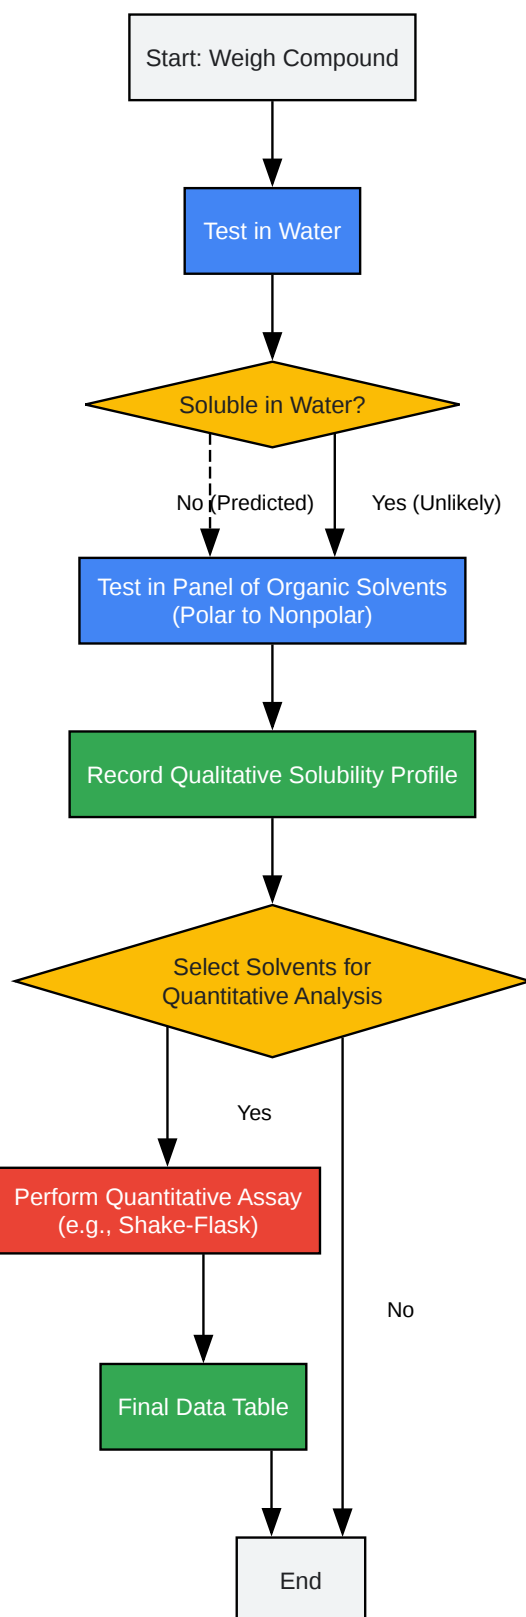 Start: Weigh Compound
Test in Water
Soluble in Water?
No (Predicted)
Yes (Unlikely)
Test in Panel of Organic Solvents
(Polar to Nonpolar)
Record Qualitative Solubility Profile
Select Solvents for
Quantitative Analysis
Yes
Perform Quantitative Assay
(e.g., Shake-Flask)
No
Final Data Table
End